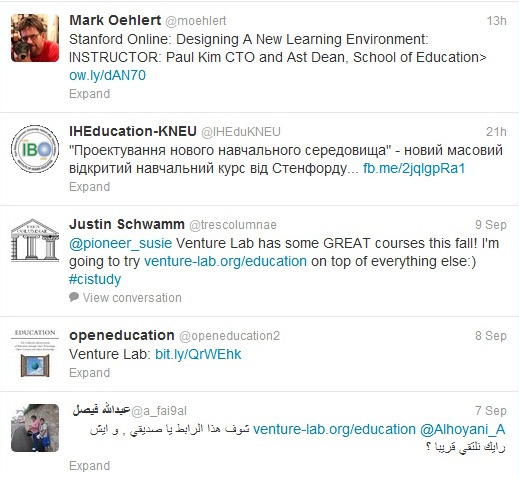 Mark Oehlert @moehlert 13h
Stanford Online: Designing A New Learning Environment:
INSTRUCTOR: Paul Kim CTO and Ast Dean, School of Education>
ow.ly/dAN70
Expand
IBO
IHEducation-KNEU @IHEduKNEU 21h
"Проектування нового навчального середовища" - новий масовий
відкритий навчальний курс від Стенфорду... fb.me/2jqlgpRa1
Expand
Justin Schwamm @trescolumnae 9 Sep
@pioneer_susie Venture Lab has some GREAT courses this fall! I'm
going to try venture-lab.org/education on top of everything else:)
#cistudy
View conversation
EDUCATION
openeducation @openeducation2 8 Sep
Venture Lab: bit.ly/QrWEhk
Expand
عبدالله فيصل @a_fai9al 7 Sep
@Alhoyani_A venture-lab.org/education شوف هذا الرابط يا صديقي , و ايش
رايك نلتقي قريبا ؟
Expand